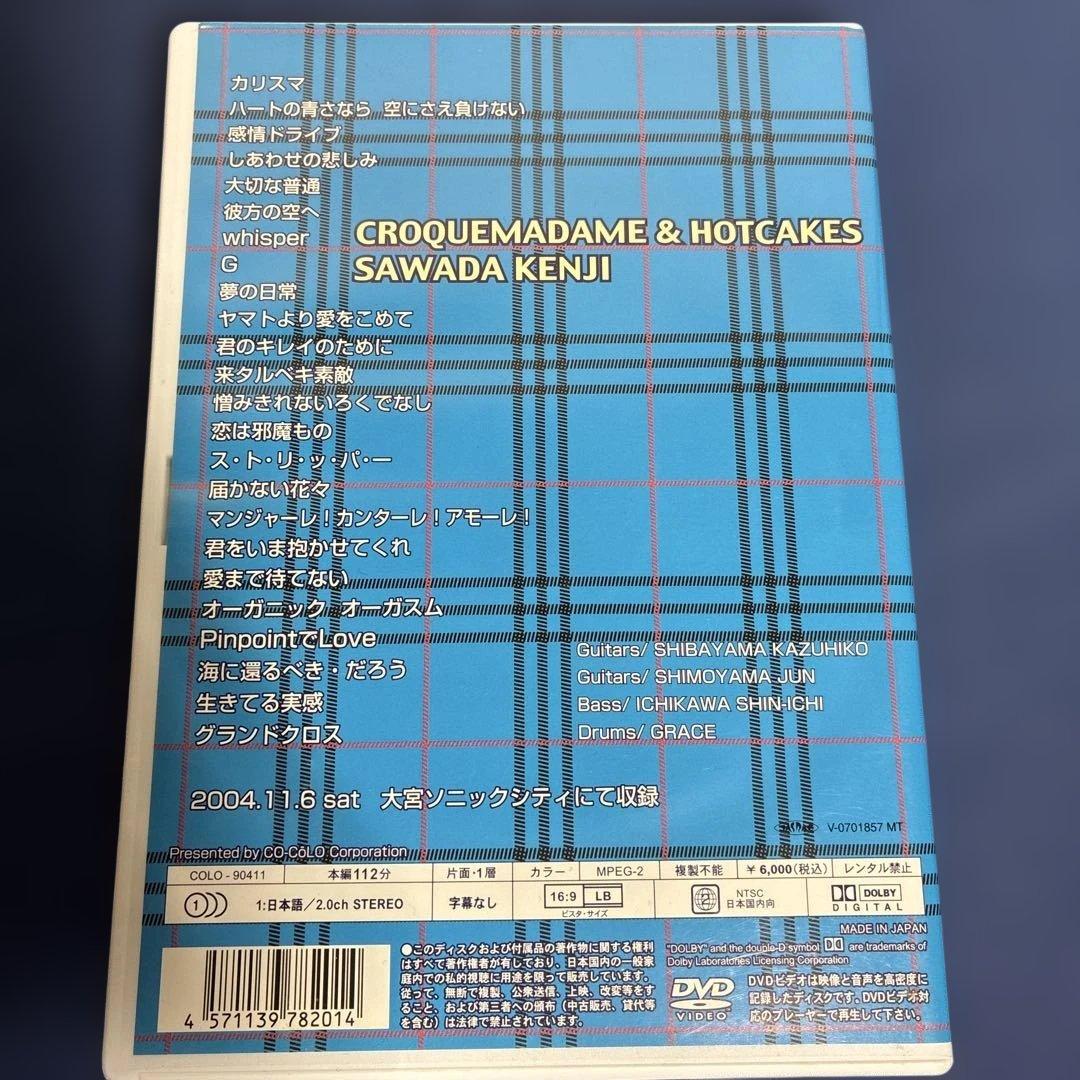 カリスマ
ハートの青さなら 空にさえ負けない
感情ドライブ
しあわせの悲しみ
大切な普通
彼方の空へ
whisper
G
夢の日常
ヤマトより愛をこめて
君のキレイのために
来タルベキ素敵
憎みきれないろくでなし
恋は邪魔もの
ス・ト・リ・ッ・パ・ー
届かない花々
マンジャーレ!カンターレ!アモーレ!
君をいま抱かせてくれ
愛まで待てない
オーガニック オーガスム
PinpointでLove
海に還るべき・だろう
生きてる実感
グランドクロス
CROQUEMADAME & HOTCAKES
SAWADA KENJI
Guitars/ SHIBAYAMA KAZUHIKO
Guitars/ SHIMOYAMA JUN
Bass/ ICHIKAWA SHIN-ICHI
Drums/ GRACE
2004.11.6 sat 大宮ソニックシティにて収録
JASRAC V-0701857 MT
Presented by CO-CóLO Corporation
COLO - 90411 本編112分 片面・1層 カラー MPEG-2 複製不能 ¥6,000(税込) レンタル禁止
1 1:日本語/2.0ch STEREO 字幕なし 16:9 LB ビスタ・サイズ 2 NTSC 日本国内向 DOLBY DIGITAL
MADE IN JAPAN
"DOLBY" and the double-D symbol are trademarks of
Dolby Laboratories Licensing Corporation
●このディスクおよび付属品の著作物に関する権利
はすべて著作権者が有しており、日本国内の一般家
庭内での私的視聴に用途を限って販売しています。
従って、無断で複製、公衆送信、上映、改変等をす
ること、および第三者への頒布(中古販売、貸代等
を含む)は法律で禁止されています。
DVD VIDEO
DVDビデオは映像と音声を高密度に
記録したディスクです。DVDビデオ対
応のプレーヤーで再生して下さい。
4 571139 782014